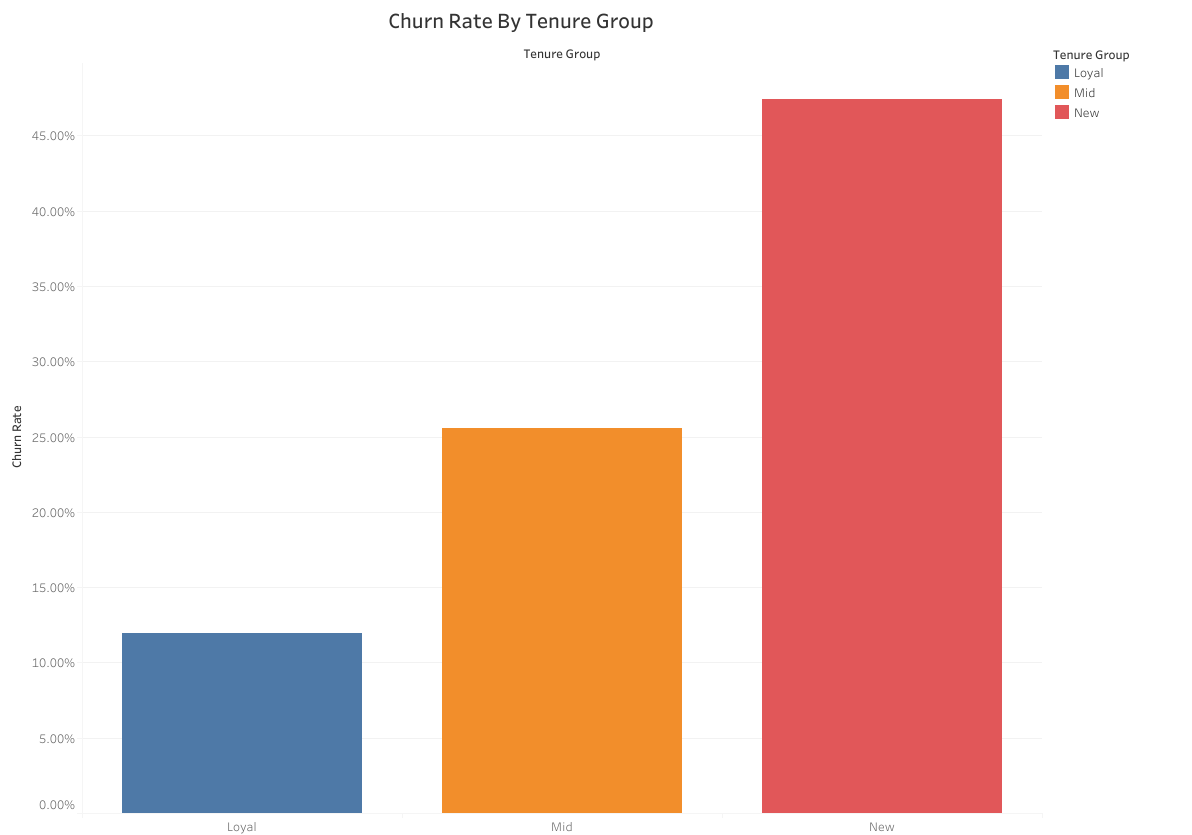 Churn Rate By Tenure Group
Tenure Group
Tenure Group
Loyal
Mid
New
45.00%
40.00%
35.00%
30.00%
25.00%
20.00%
15.00%
10.00%
5.00%
0.00%
Churn Rate
Loyal
Mid
New